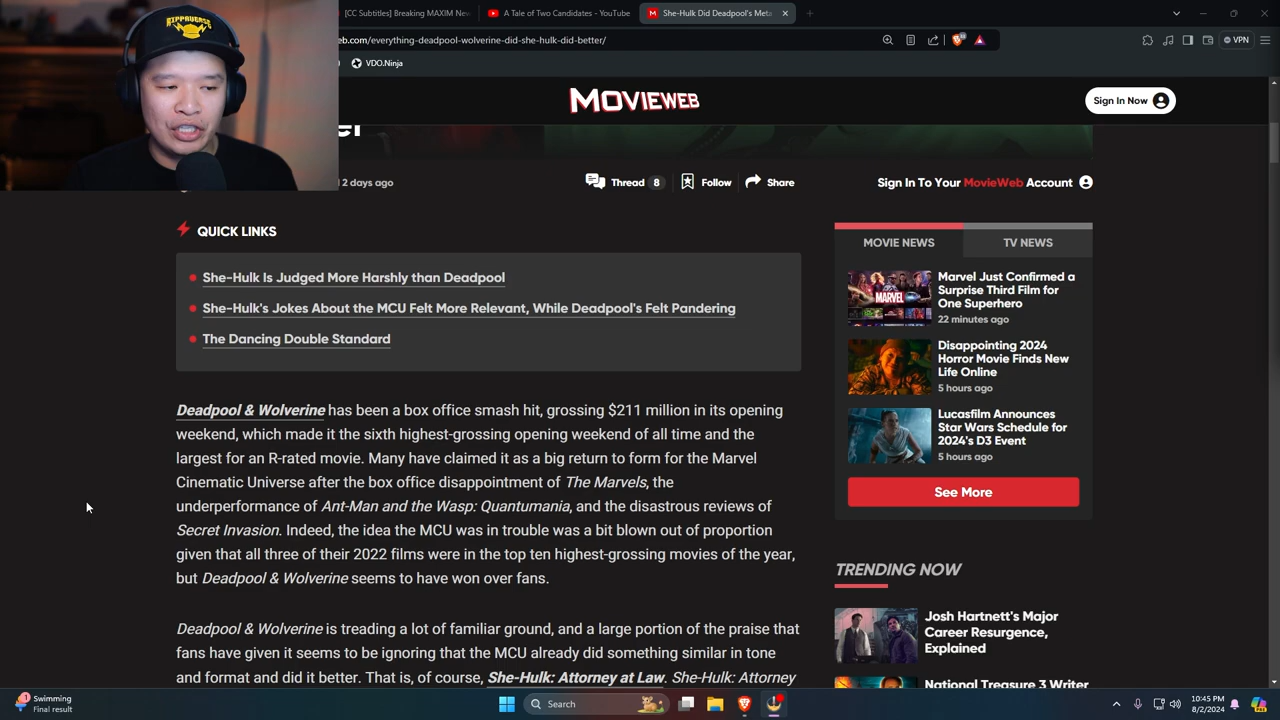 [CC Subtitles] Breaking MAXIM New
A Tale of Two Candidates - YouTube
She-Hulk Did Deadpool's Meta
eb.com/everything-deadpool-wolverine-did-she-hulk-did-better/
VPN
VDO.Ninja
RIPPAVERSE
MOVIEWEB
Sign In Now
2 days ago
Thread 8
Follow
Share
Sign In To Your MovieWeb Account
QUICK LINKS
She-Hulk Is Judged More Harshly than Deadpool
She-Hulk's Jokes About the MCU Felt More Relevant, While Deadpool's Felt Pandering
The Dancing Double Standard
Deadpool & Wolverine has been a box office smash hit, grossing $211 million in its opening
weekend, which made it the sixth highest-grossing opening weekend of all time and the
largest for an R-rated movie. Many have claimed it as a big return to form for the Marvel
Cinematic Universe after the box office disappointment of The Marvels, the
underperformance of Ant-Man and the Wasp: Quantumania, and the disastrous reviews of
Secret Invasion. Indeed, the idea the MCU was in trouble was a bit blown out of proportion
given that all three of their 2022 films were in the top ten highest-grossing movies of the year,
but Deadpool & Wolverine seems to have won over fans.
Deadpool & Wolverine is treading a lot of familiar ground, and a large portion of the praise that
fans have given it seems to be ignoring that the MCU already did something similar in tone
and format and did it better. That is, of course, She-Hulk: Attorney at Law. She-Hulk: Attorney
MOVIE NEWS
TV NEWS
MARVEL
Marvel Just Confirmed a
Surprise Third Film for
One Superhero
22 minutes ago
Disappointing 2024
Horror Movie Finds New
Life Online
5 hours ago
Lucasfilm Announces
Star Wars Schedule for
2024's D3 Event
5 hours ago
See More
TRENDING NOW
Josh Hartnett's Major
Career Resurgence,
Explained
National Treasure 3 Writer
1
Swimming
Final result
Search
10:45 PM
8/2/2024